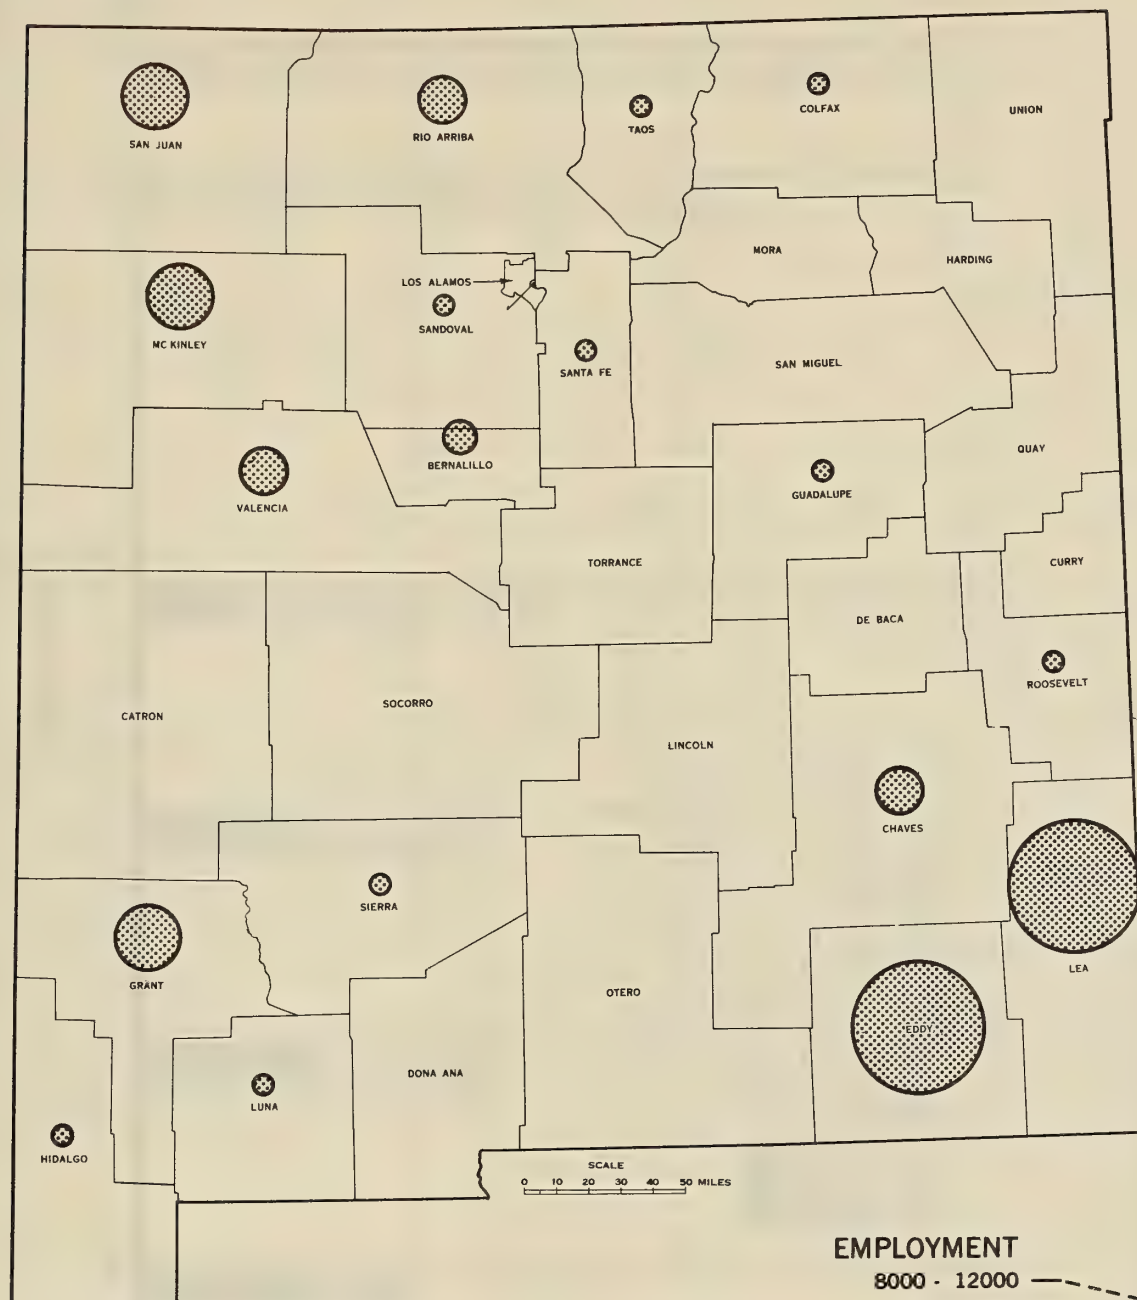 SAN JUAN
RIO ARRIBA
TAOS
COLFAX
UNION
MORA
HARDING
LOS ALAMOS
MC KINLEY
SANDOVAL
SANTA FE
SAN MIGUEL
VALENCIA
BERNALILLO
QUAY
GUADALUPE
TORRANCE
CURRY
DE BACA
ROOSEVELT
CATRON
SOCORRO
LINCOLN
CHAVES
SIERRA
LEA
GRANT
OTERO
EDDY
DONA ANA
LUNA
HIDALGO
SCALE
0 10 20 30 40 50 MILES
EMPLOYMENT
8000 - 12000